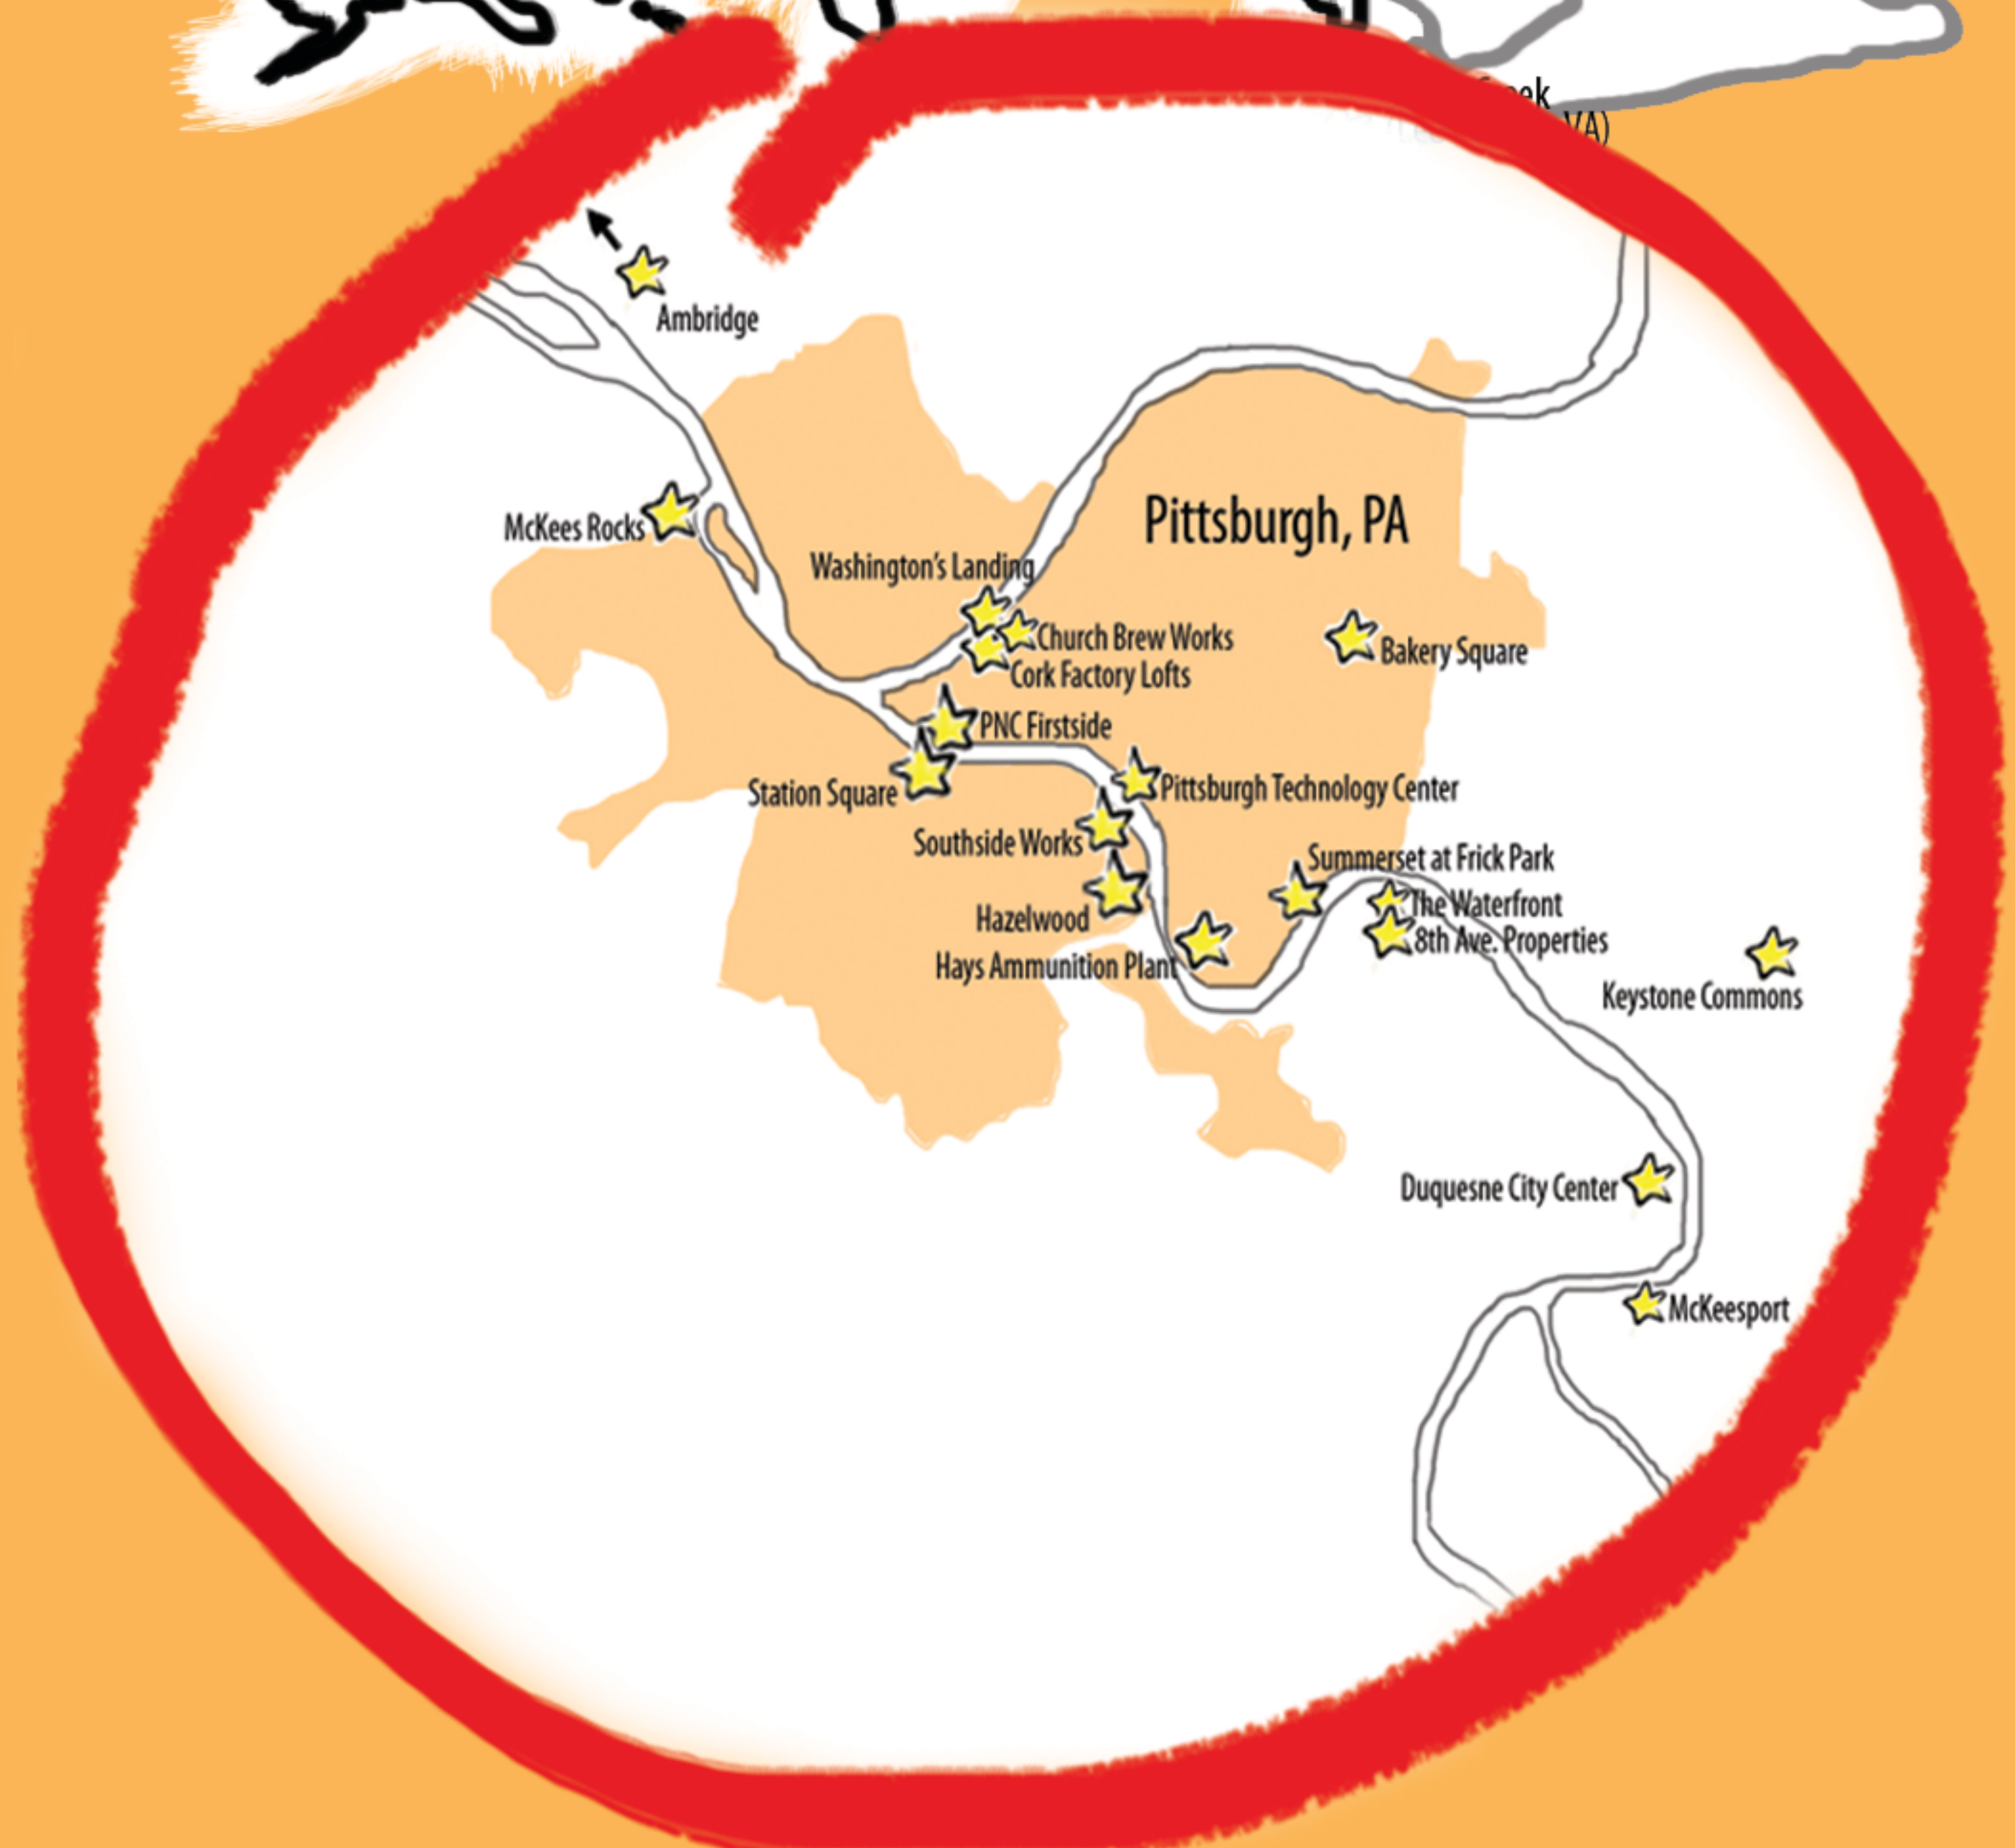 VA)
Ambridge
Pittsburgh, PA
McKees Rocks
Washington's Landing
Church Brew Works
Bakery Square
Cork Factory Lofts
PNC Firstside
Station Square
Pittsburgh Technology Center
Southside Works
Summerset at Frick Park
Hazelwood
The Waterfront
8th Ave. Properties
Hays Ammunition Plant
Keystone Commons
Duquesne City Center
McKeesport